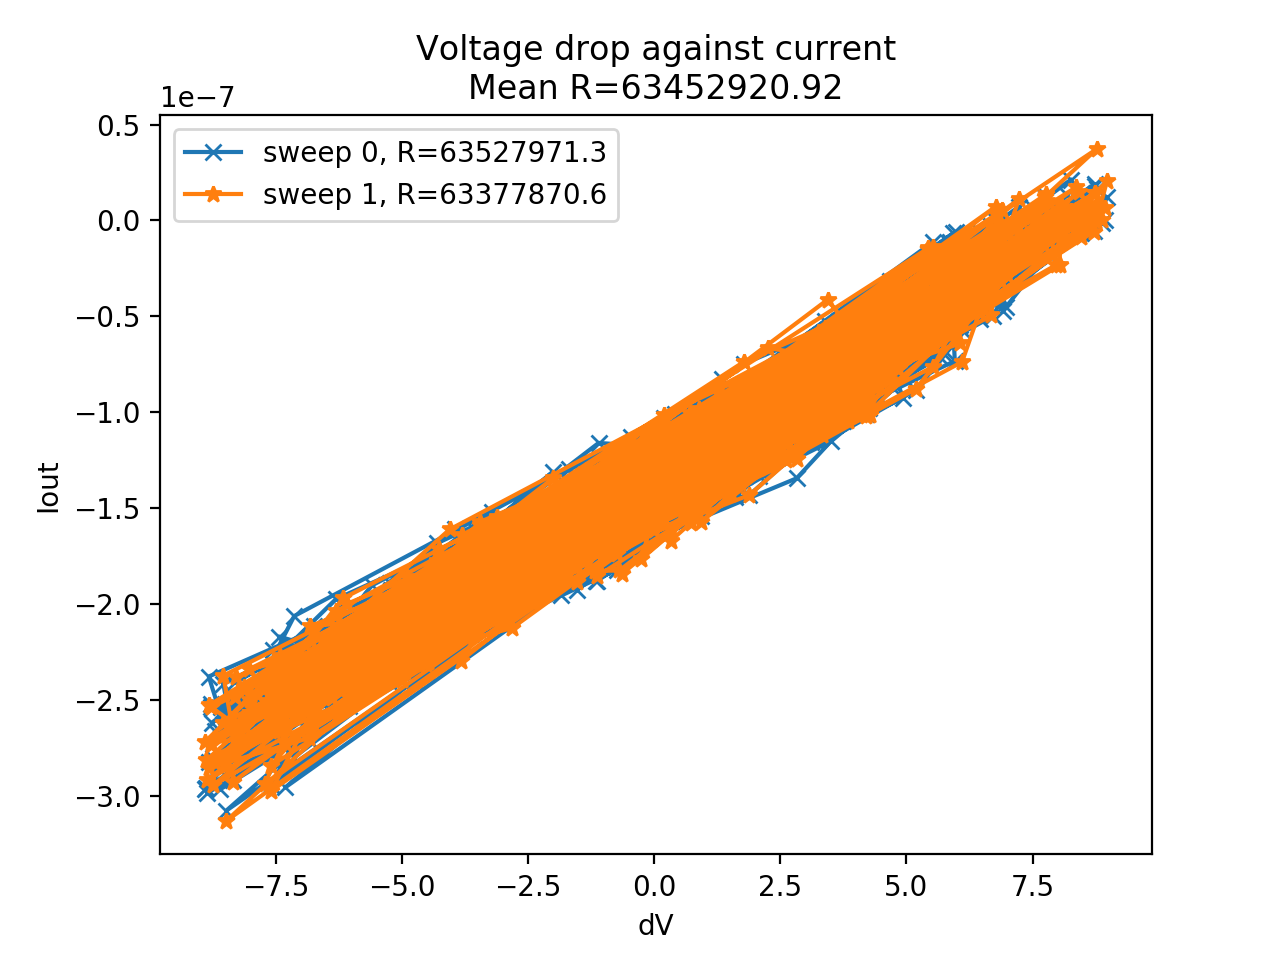 Voltage drop against current
Mean R=63452920.92
1e−7
sweep 0, R=63527971.3
sweep 1, R=63377870.6
0.5
0.0
−0.5
−1.0
−1.5
−2.0
−2.5
−3.0
Iout
−7.5
−5.0
−2.5
0.0
2.5
5.0
7.5
dV